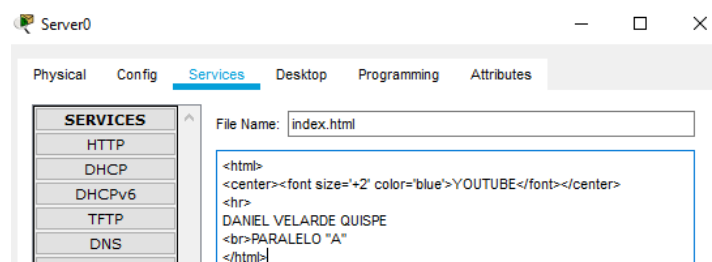 Server0
Physical Config Services Desktop Programming Attributes
SERVICES
HTTP
DHCP
DHCPv6
TFTP
DNS
File Name: index.html
<html>
<center><font size='+2' color='blue'>YOUTUBE</font></center>
<hr>
DANIEL VELARDE QUISPE
<br>PARALELO "A"
</html>